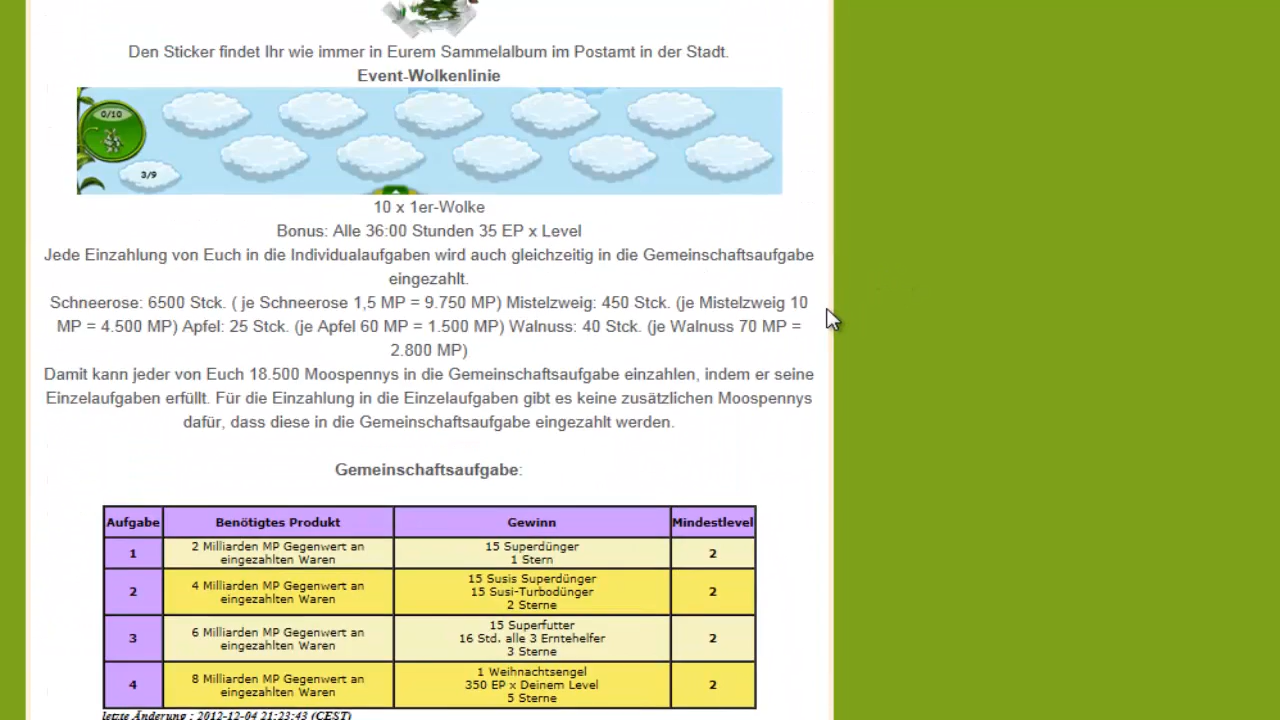 Den Sticker findet Ihr wie immer in Eurem Sammelalbum im Postamt in der Stadt.
Event-Wolkenlinie
0/10
3/9
10 x 1er-Wolke
Bonus: Alle 36:00 Stunden 35 EP x Level
Jede Einzahlung von Euch in die Individualaufgaben wird auch gleichzeitig in die Gemeinschaftsaufgabe
eingezahlt.
Schneerose: 6500 Stck. ( je Schneerose 1,5 MP = 9.750 MP) Mistelzweig: 450 Stck. (je Mistelzweig 10
MP = 4.500 MP) Apfel: 25 Stck. (je Apfel 60 MP = 1.500 MP) Walnuss: 40 Stck. (je Walnuss 70 MP =
2.800 MP)
Damit kann jeder von Euch 18.500 Moospennys in die Gemeinschaftsaufgabe einzahlen, indem er seine
Einzelaufgaben erfüllt. Für die Einzahlung in die Einzelaufgaben gibt es keine zusätzlichen Moospennys
dafür, dass diese in die Gemeinschaftsaufgabe eingezahlt werden.
Gemeinschaftsaufgabe:
Aufgabe Benötigtes Produkt Gewinn Mindestlevel
1 2 Milliarden MP Gegenwert an eingezahlten Waren 15 Superdünger 1 Stern 2
2 4 Milliarden MP Gegenwert an eingezahlten Waren 15 Susis Superdünger 15 Susi-Turbodünger 2 Sterne 2
3 6 Milliarden MP Gegenwert an eingezahlten Waren 15 Superfutter 16 Std. alle 3 Erntehelfer 3 Sterne 2
4 8 Milliarden MP Gegenwert an eingezahlten Waren 1 Weihnachtsengel 350 EP x Deinem Level 5 Sterne 2
letzte Änderung : 2012-12-04 21:23:43 (CEST)